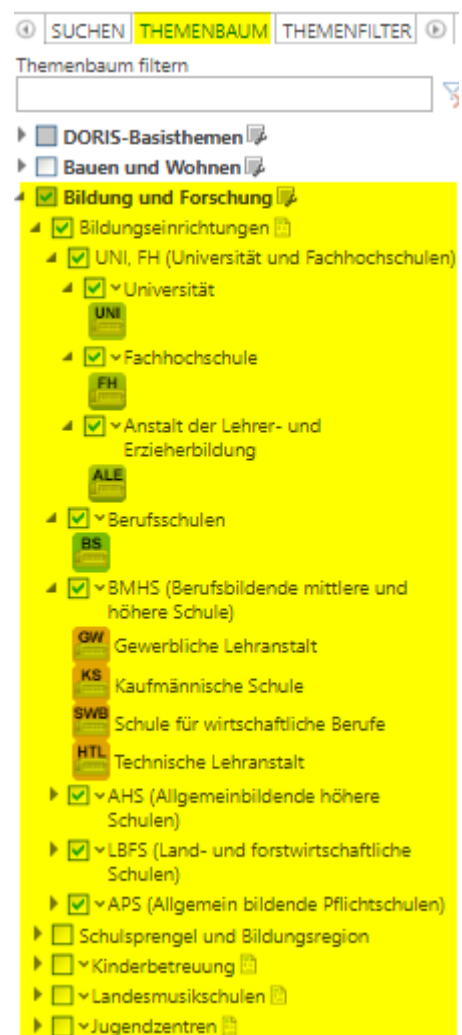 SUCHEN THEMENBAUM THEMENFILTER
Themenbaum filtern
DORIS-Basisthemen
Bauen und Wohnen
Bildung und Forschung
Bildungseinrichtungen
UNI, FH (Universität und Fachhochschulen)
Universität
UNI
Fachhochschule
FH
Anstalt der Lehrer- und
Erzieherbildung
ALE
Berufsschulen
BS
BMHS (Berufsbildende mittlere und
höhere Schule)
GW Gewerbliche Lehranstalt
KS Kaufmännische Schule
SWB Schule für wirtschaftliche Berufe
HTL Technische Lehranstalt
AHS (Allgemeinbildende höhere
Schulen)
LBFS (Land- und forstwirtschaftliche
Schulen)
APS (Allgemein bildende Pflichtschulen)
Schulsprengel und Bildungsregion
Kinderbetreuung
Landesmusikschulen
Jugendzentren